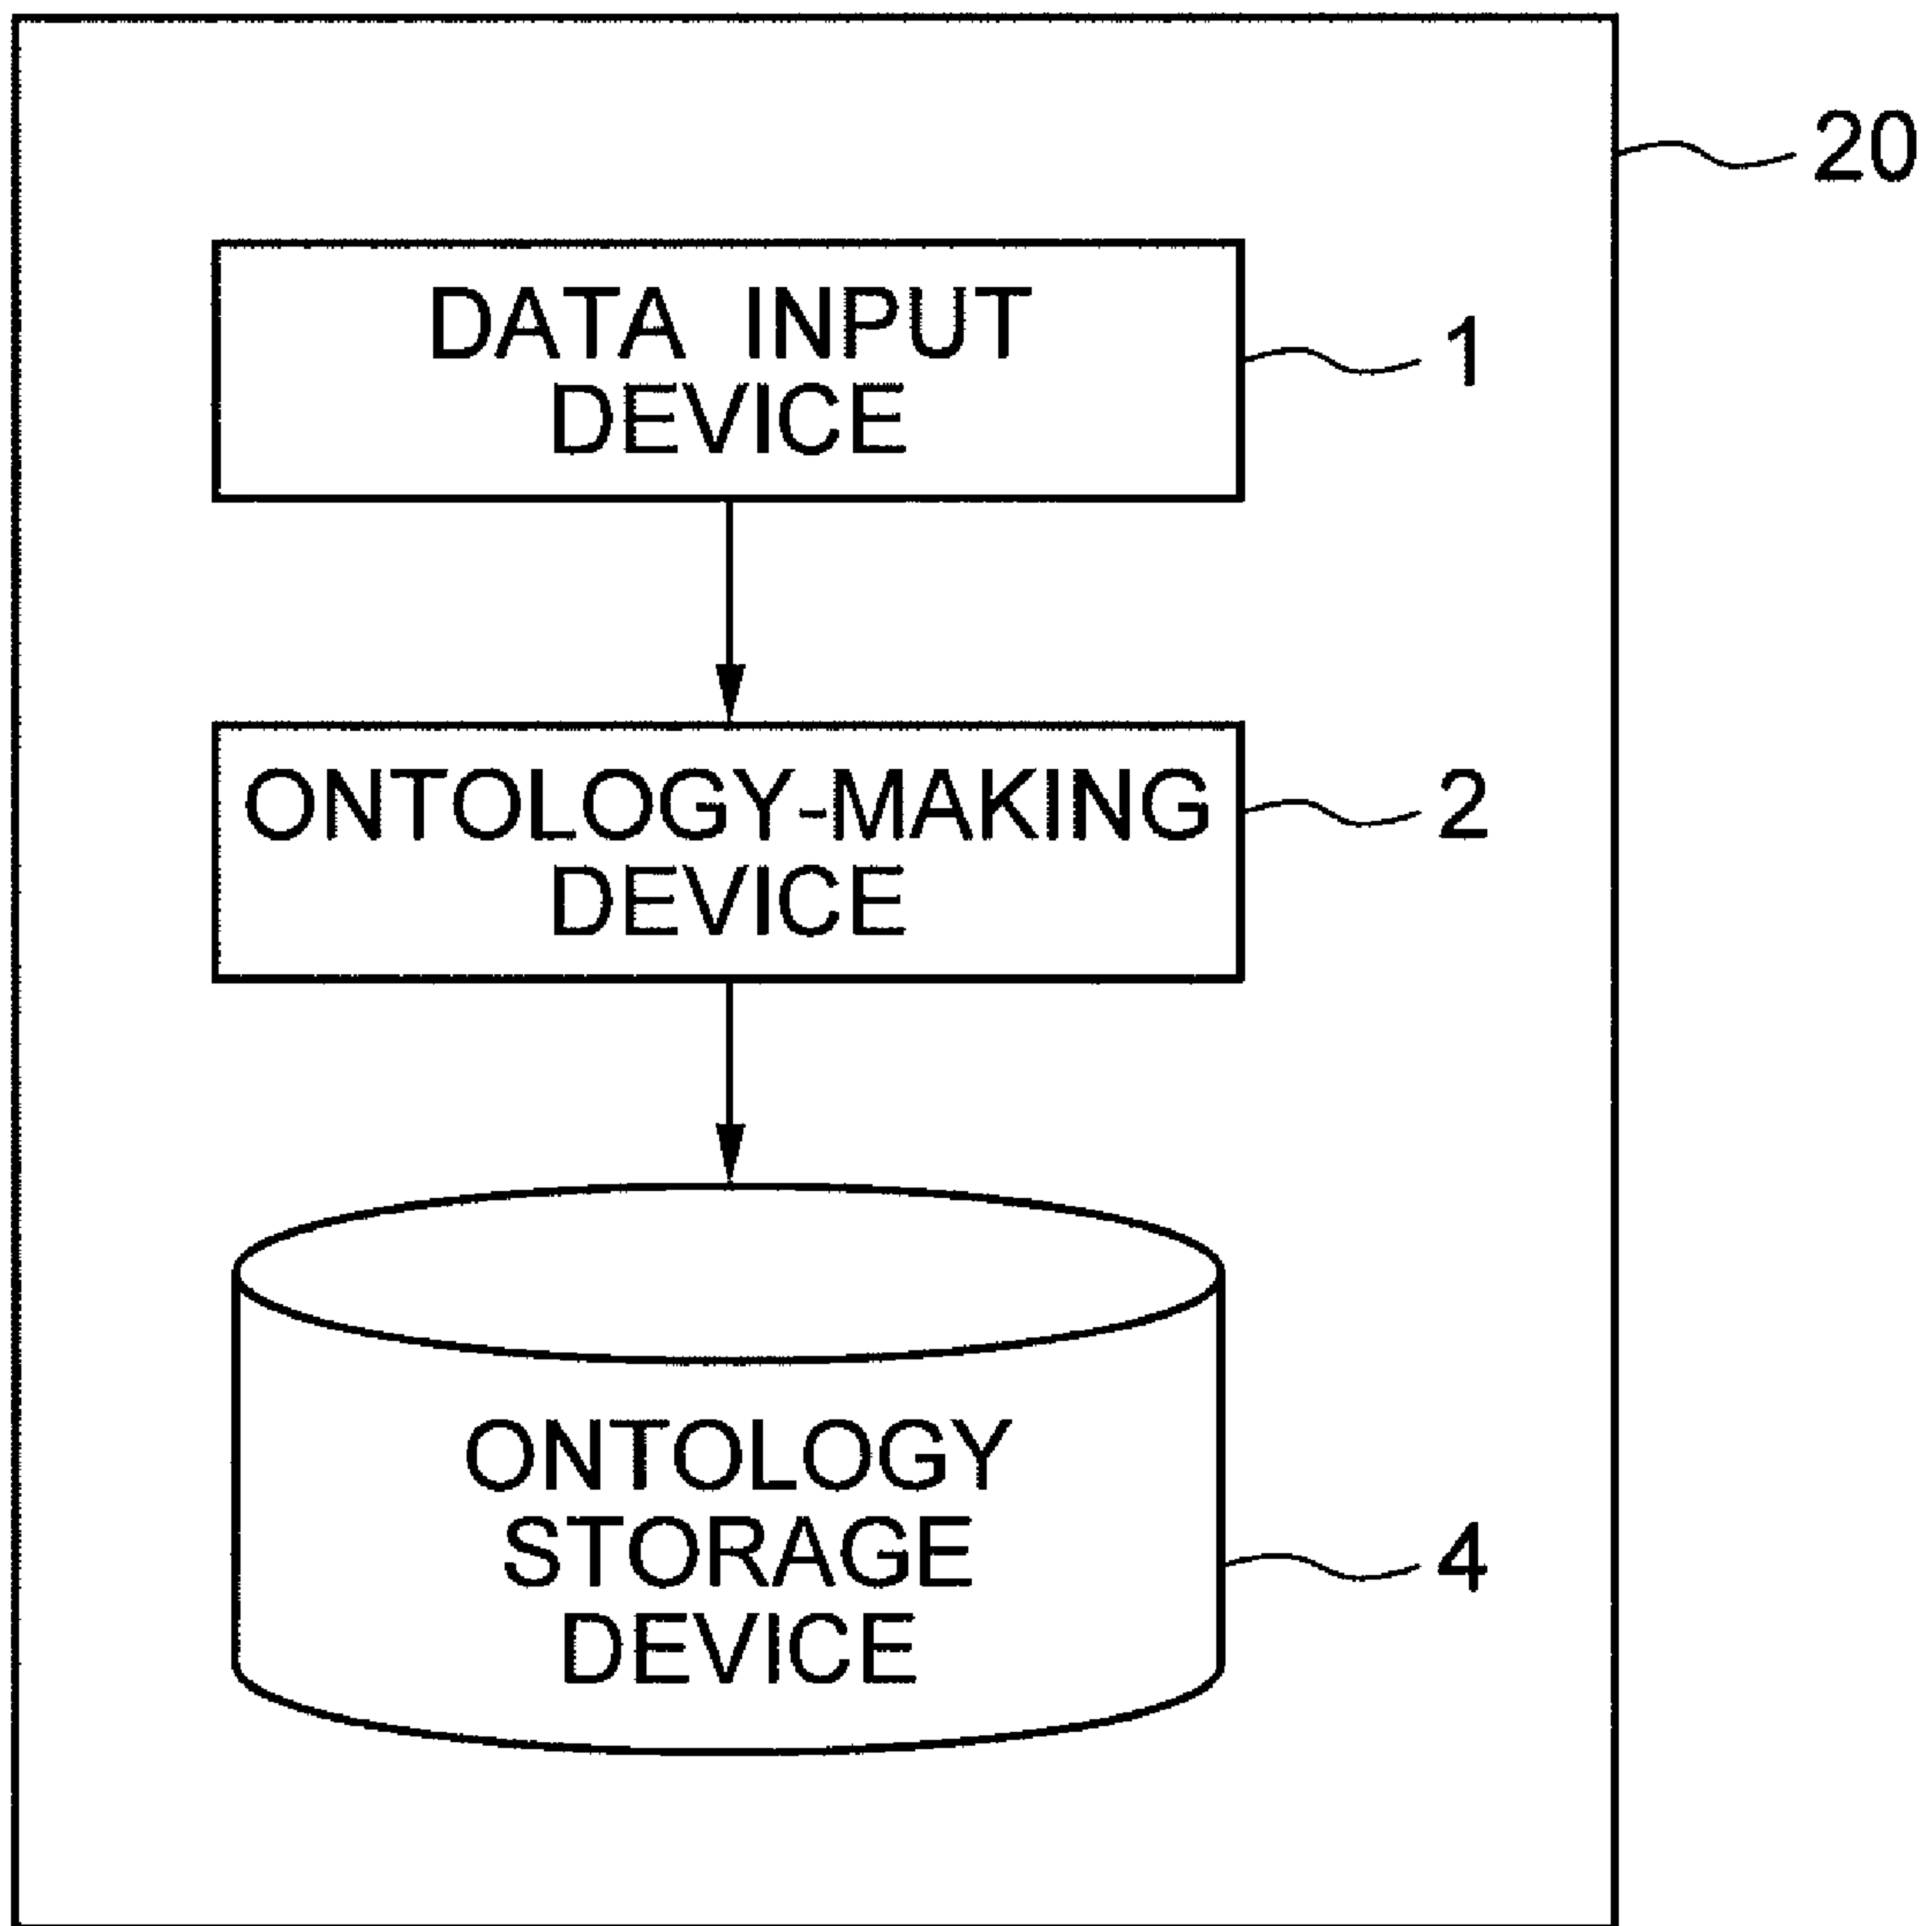 20
DATA INPUT
DEVICE
1
ONTOLOGY-MAKING
DEVICE
2
ONTOLOGY
STORAGE
DEVICE
4